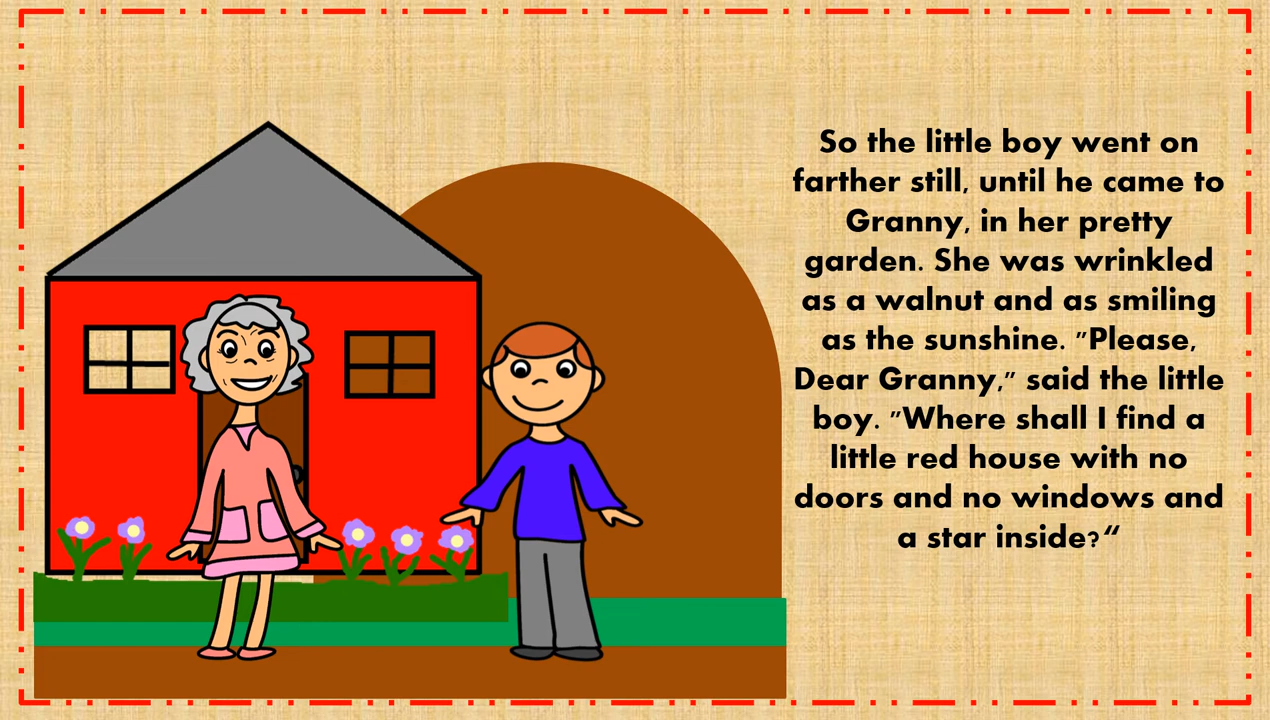 So the little boy went on
farther still, until he came to
Granny, in her pretty
garden. She was wrinkled
as a walnut and as smiling
as the sunshine. "Please,
Dear Granny," said the little
boy. "Where shall I find a
little red house with no
doors and no windows and
a star inside?“